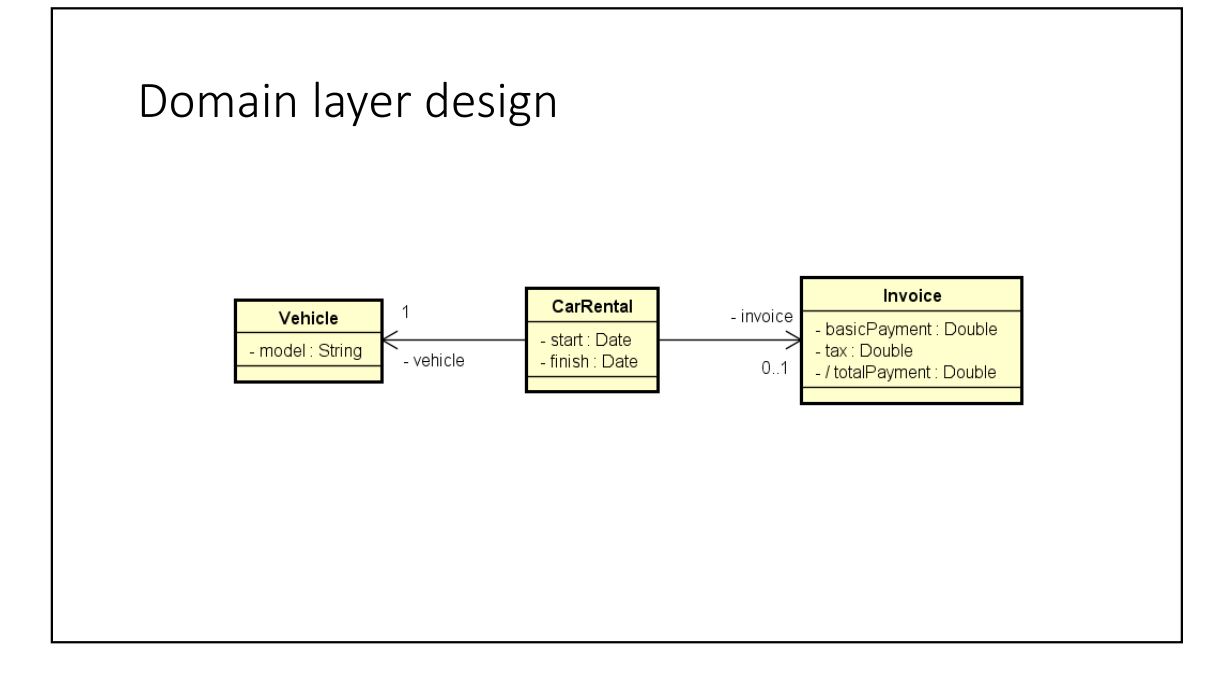 Domain layer design
Vehicle
- model : String
1
- vehicle
CarRental
- start : Date
- finish : Date
- invoice
0..1
Invoice
- basicPayment : Double
- tax : Double
- / totalPayment : Double